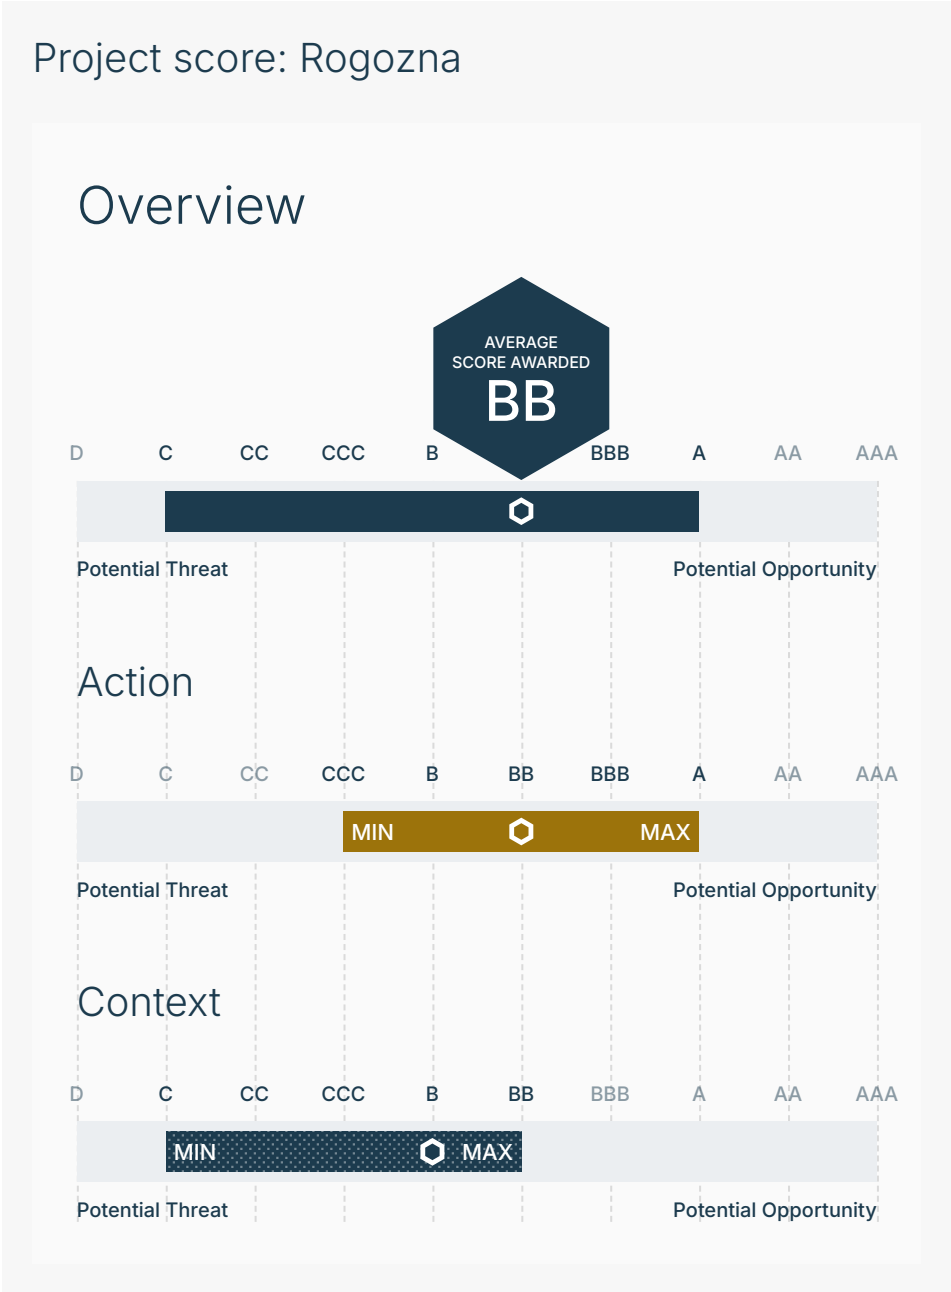 Project score: Rogozna
Overview
AVERAGE
SCORE AWARDED
BB
D C CC CCC B BBB A AA AAA
Potential Threat Potential Opportunity
Action
D C CC CCC B BB BBB A AA AAA
MIN MAX
Potential Threat Potential Opportunity
Context
D C CC CCC B BB BBB A AA AAA
MIN MAX
Potential Threat Potential Opportunity